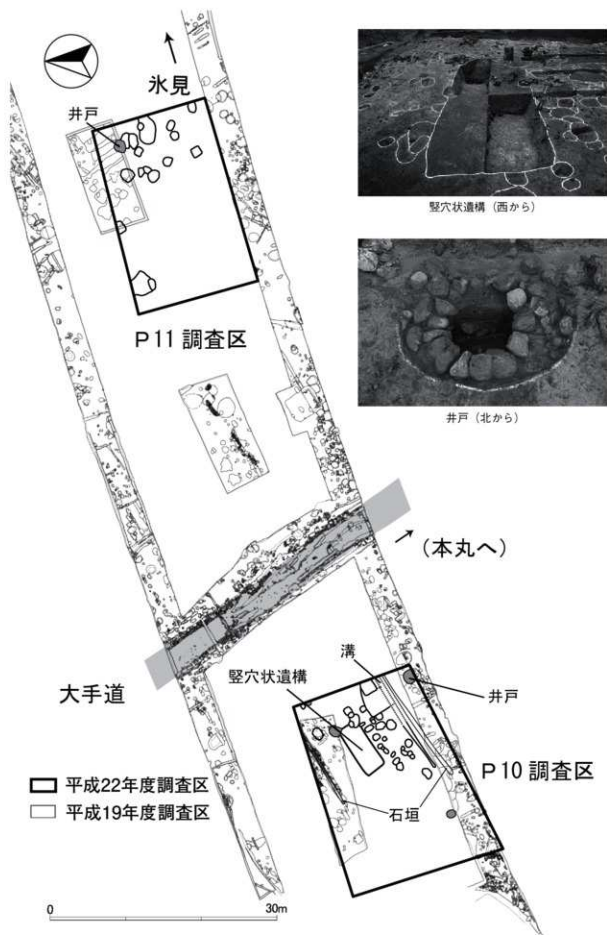 氷見
井戸
P11 調査区
(本丸へ)
大手道
溝
竪穴状遺構
井戸
P10 調査区
石垣
平成22年度調査区
平成19年度調査区
0
30m
竪穴状遺構（西から）
井戸（北から）